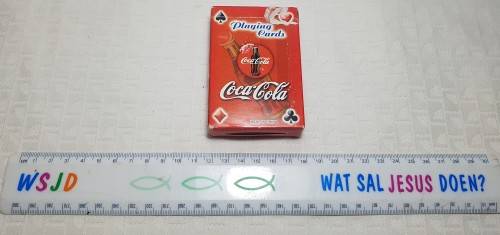 Playing
Cards
Coca-Cola
Coca-Cola
WSJD
WAT SAL JESUS DOEN?